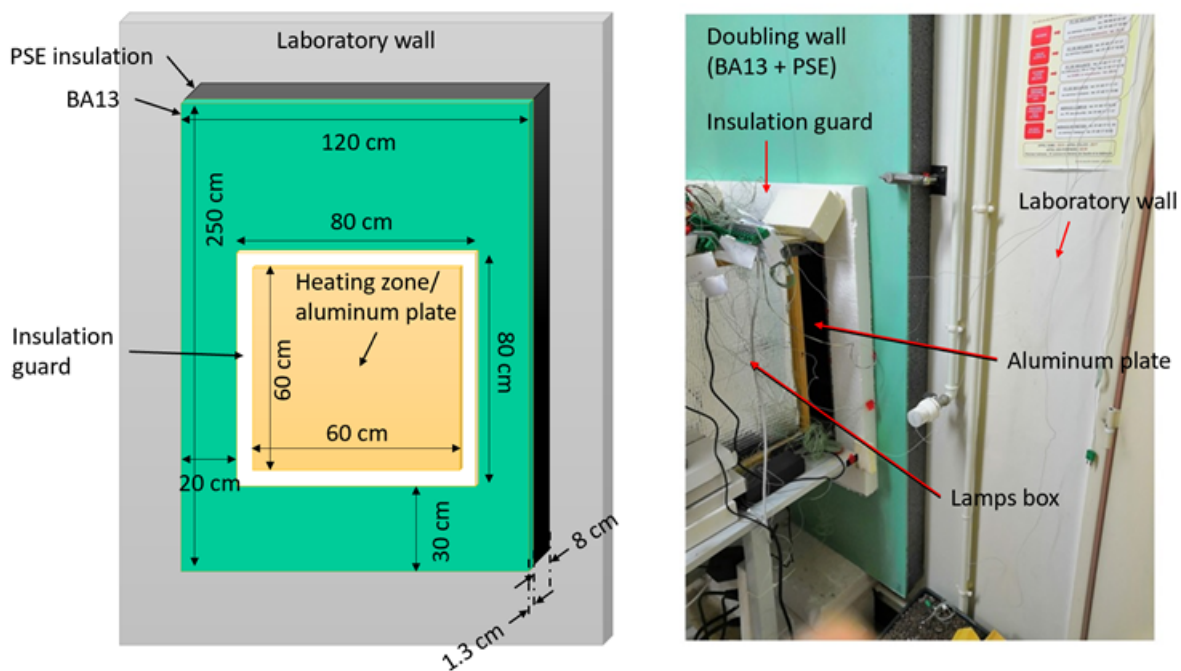 Laboratory wall
PSE insulation
BA13
120 cm
250 cm
80 cm
Heating zone/
aluminum plate
Insulation
guard
60 cm
80 cm
60 cm
20 cm
30 cm
8 cm
1.3 cm
Doubling wall
(BA13 + PSE)
Insulation guard
Laboratory wall
Aluminum plate
Lamps box